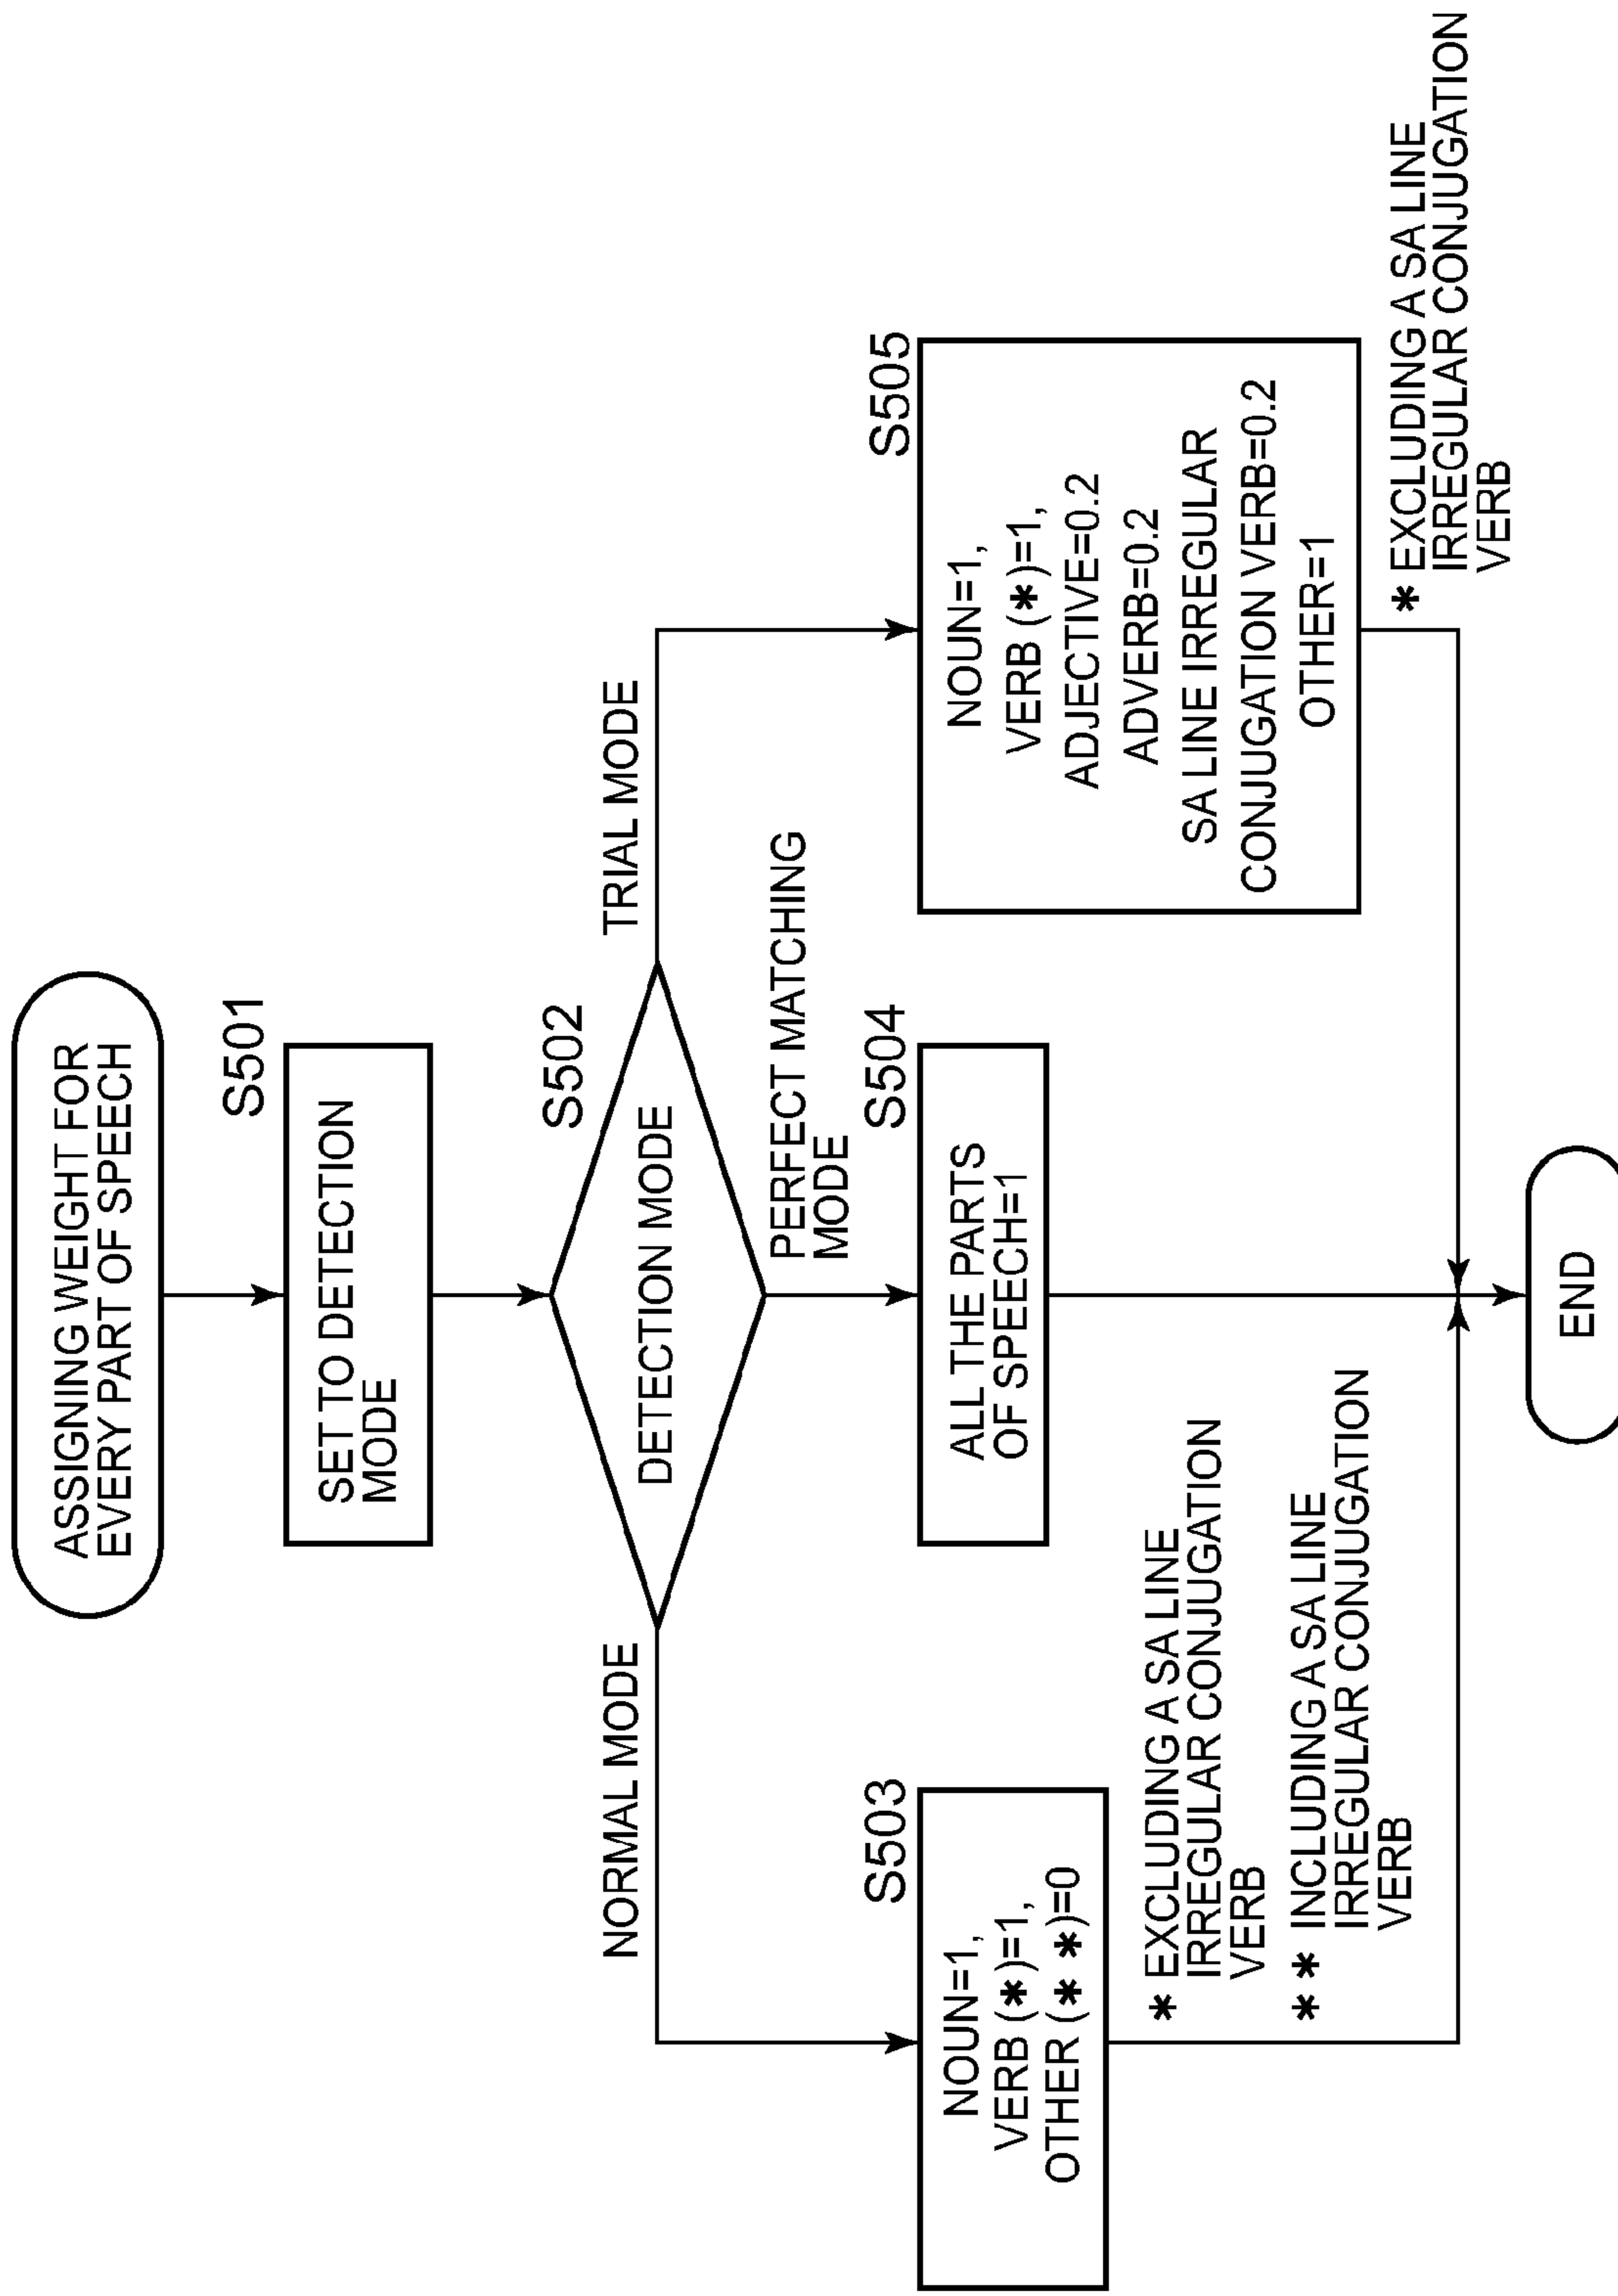 ASSIGNING WEIGHT FOR
EVERY PART OF SPEECH
S501
SET TO DETECTION
MODE
S502
DETECTION MODE
NORMAL MODE
TRIAL MODE
PERFECT MATCHING
MODE
S503
NOUN=1,
VERB (*)=1,
OTHER (* *)=0
* EXCLUDING A SA LINE
IRREGULAR CONJUGATION
VERB
* * INCLUDING A SA LINE
IRREGULAR CONJUGATION
VERB
S504
ALL THE PARTS
OF SPEECH=1
S505
NOUN=1,
VERB (*)=1,
ADJECTIVE=0.2
ADVERB=0.2
SA LINE IRREGULAR
CONJUGATION VERB=0.2
OTHER=1
* EXCLUDING A SA LINE
IRREGULAR CONJUGATION
VERB
END